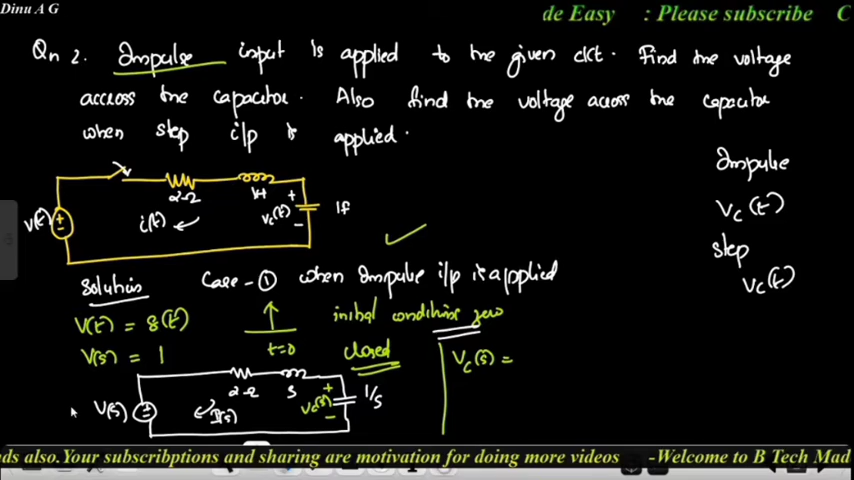 Dinu A G
de Easy : Please subscribe C
Qn 2. Impulse input is applied to the given ckt. Find the voltage
accross the capacitor. Also find the voltage across the capacitor
when step i/p is applied.
Impulse
Vc(t)
step
Vc(t)
V(t)
+
-
2Ω
1H
i(t)
+
Vc(t)
-
1f
Solution
Case - 1 when Impulse i/p is applied
V(t) = δ(t)
t=0
initial conditions zero
V(s) = 1
closed
Vc(s) =
V(s)
+
-
2Ω
S
I(s)
+
Vc(s)
-
1/S
ds also.Your subscribptions and sharing are motivation for doing more videos -Welcome to B Tech Mad